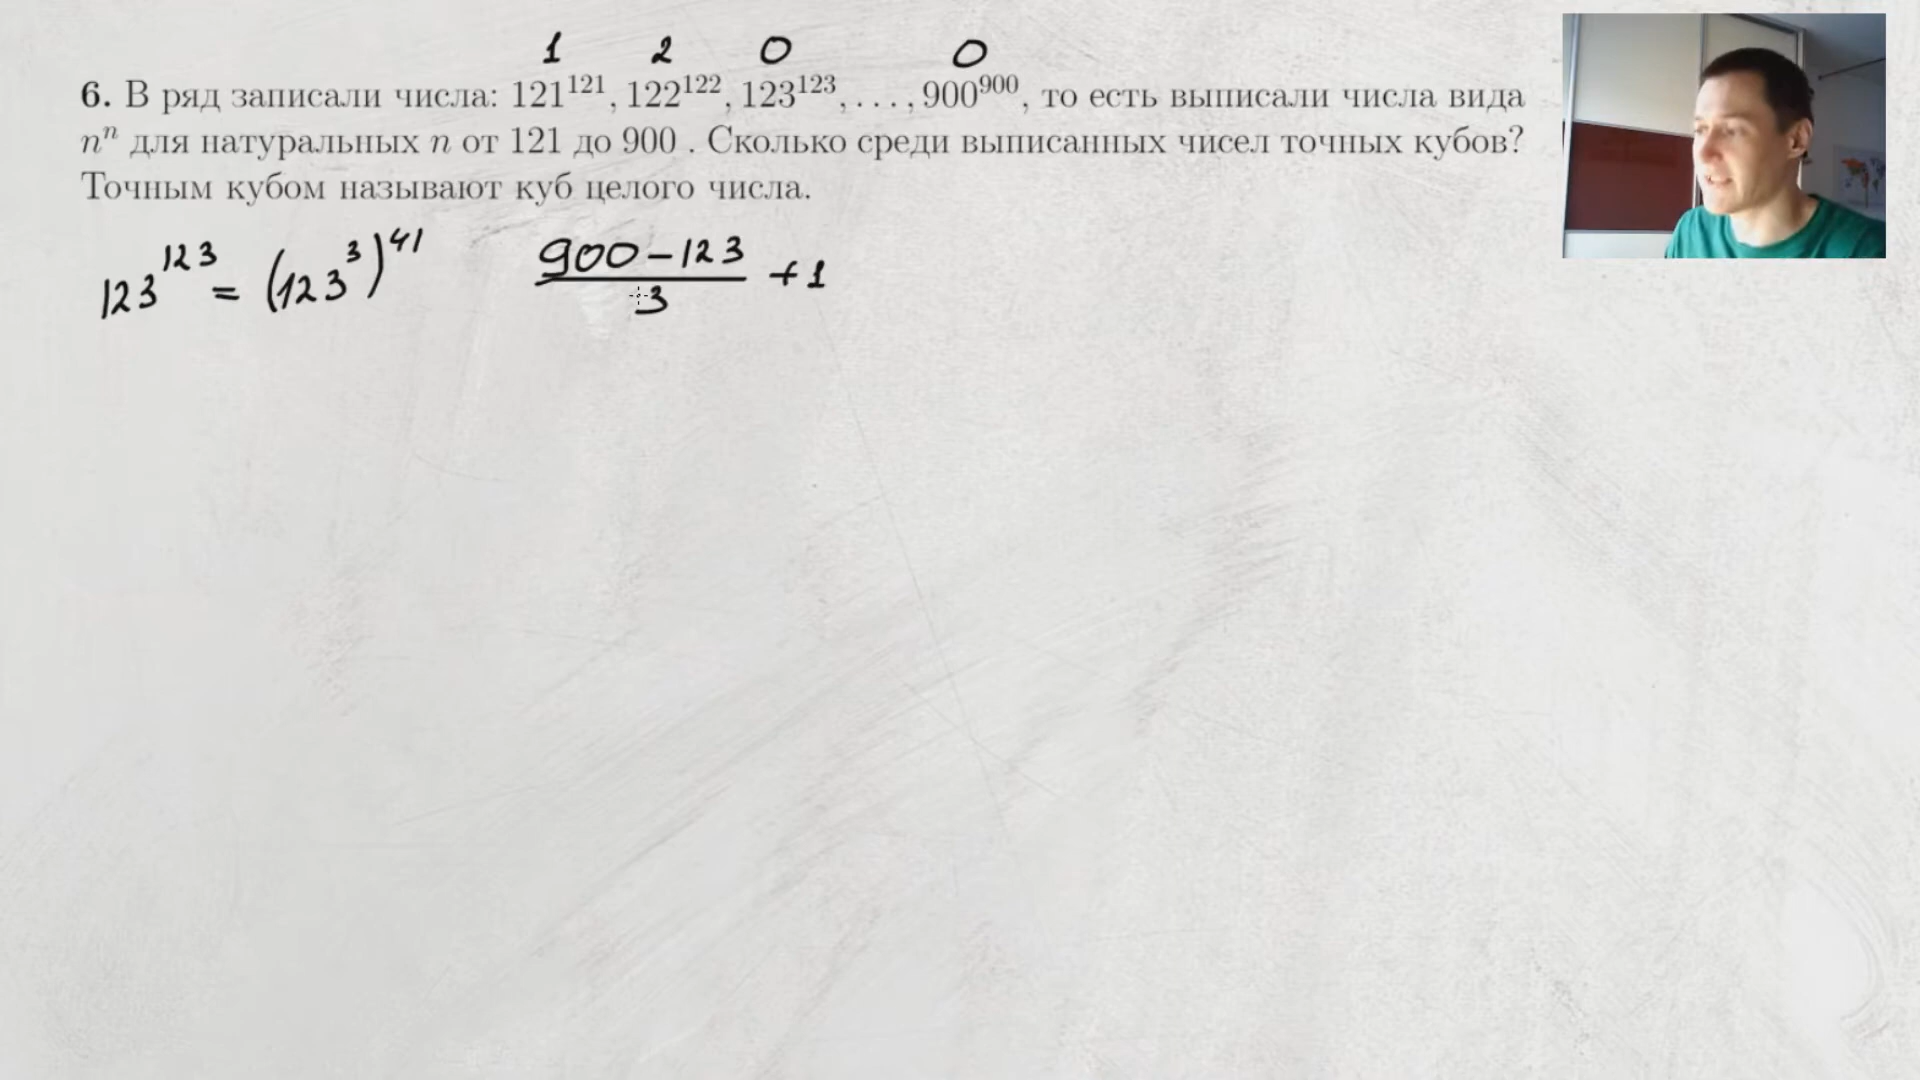 1 2 0 0
6. В ряд записали числа: 121^121, 122^122, 123^123, . . . , 900^900, то есть выписали числа вида
n^n для натуральных n от 121 до 900 . Сколько среди выписанных чисел точных кубов?
Точным кубом называют куб целого числа.
123^123 = (123^3)^41
(900 − 123)/3 + 1